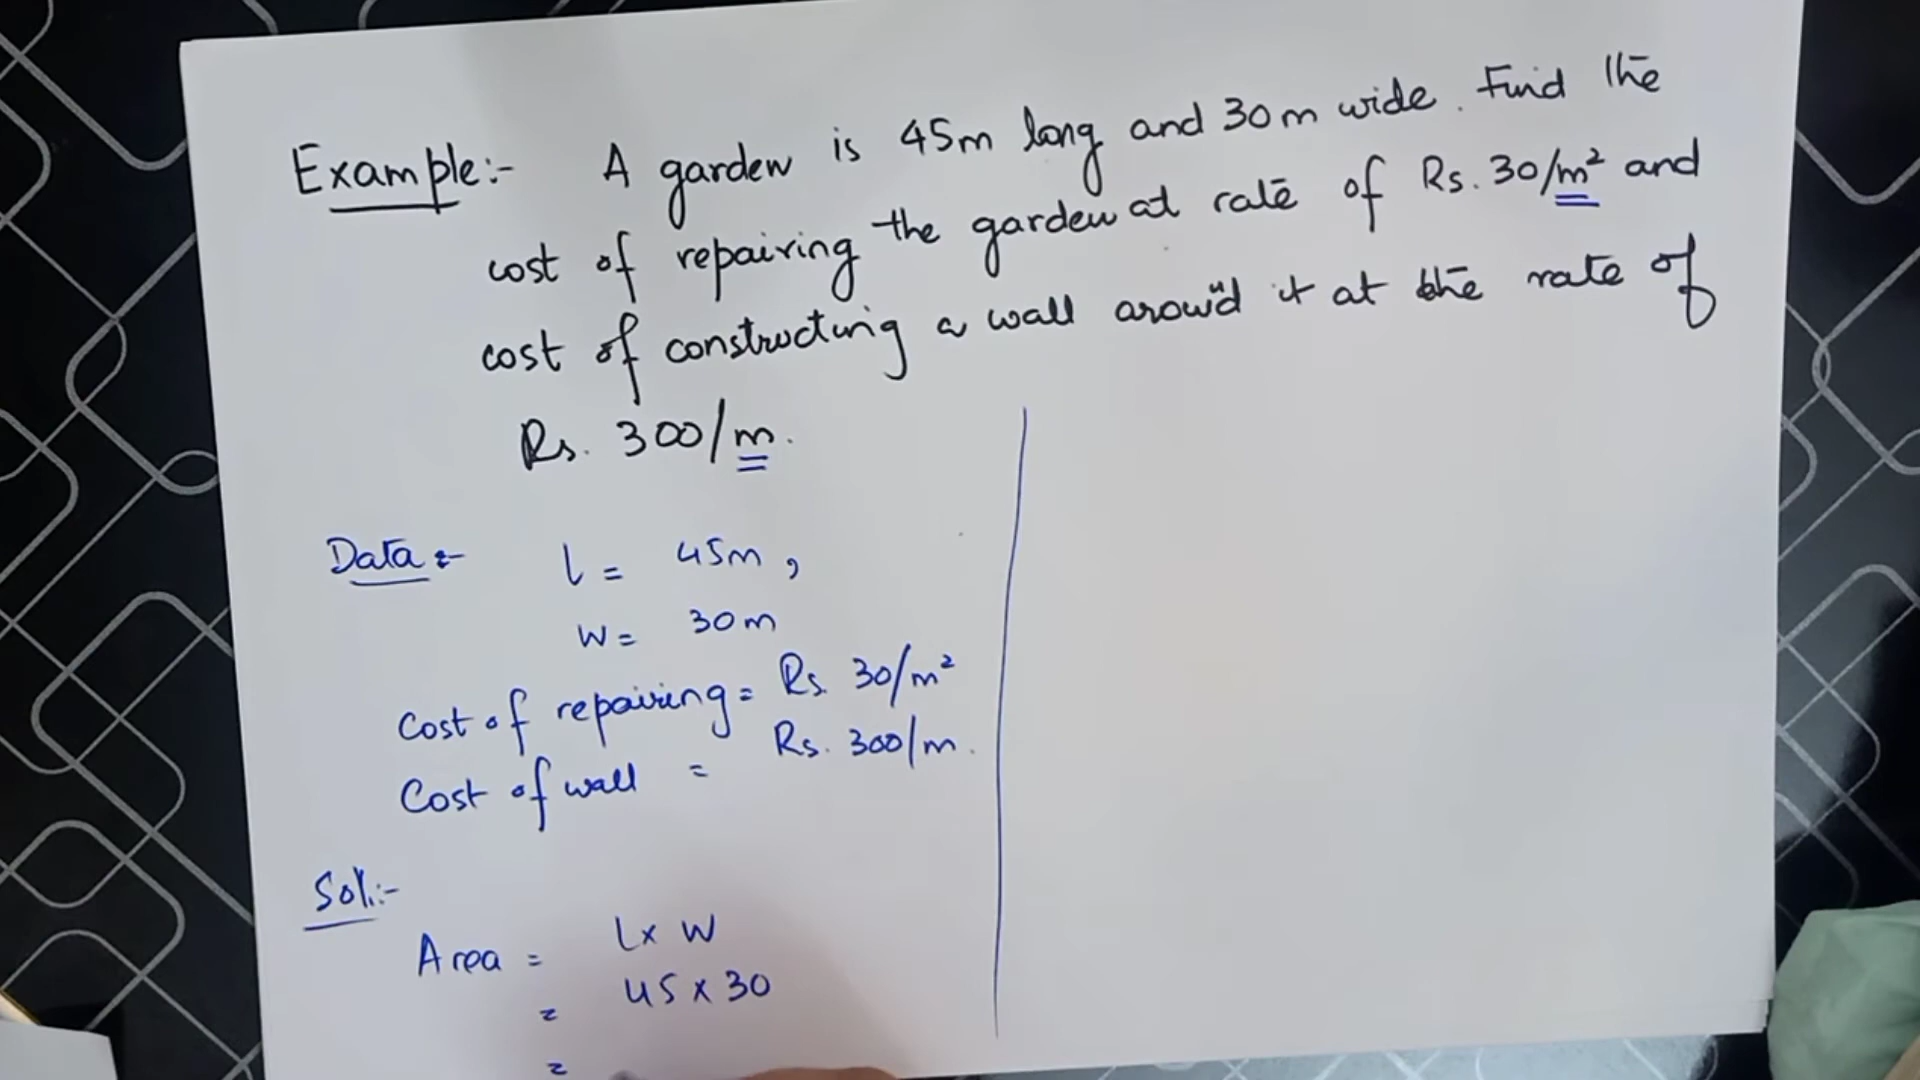 Example:- A garden is 45m long and 30m wide. Find the
cost of repairing the garden at rate of Rs. 30/m² and
cost of constructing a wall around it at the rate of
Rs. 300/m.
Data:- l = 45m,
w = 30m
Cost of repairing = Rs. 30/m²
Cost of wall = Rs. 300/m.
Sol:-
Area = l x w
= 45 x 30
=